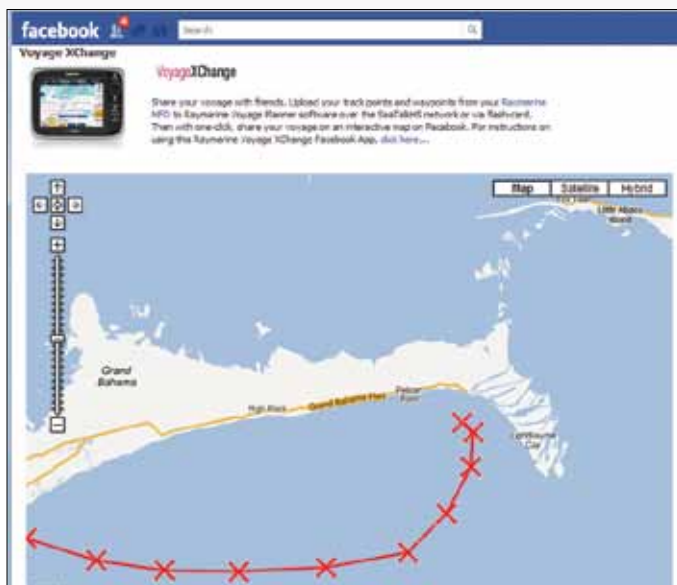 facebook
Search
Voyage XChange
VoyageXChange
Share your voyage with friends. Upload your track points and waypoints from your Raymarine
MFD to Raymarine Voyage Planner software over the SeaTalkHS network or via flashcard.
Then with one-click, share your voyage on an interactive map on Facebook. For instructions on
using this Raymarine Voyage XChange Facebook App, click here...
Map Satellite Hybrid
Little Abaco
Island
Grand
Bahama
High Rock
Grand Bahama Hwy
Pelican
Point
Lightbourne
Cay